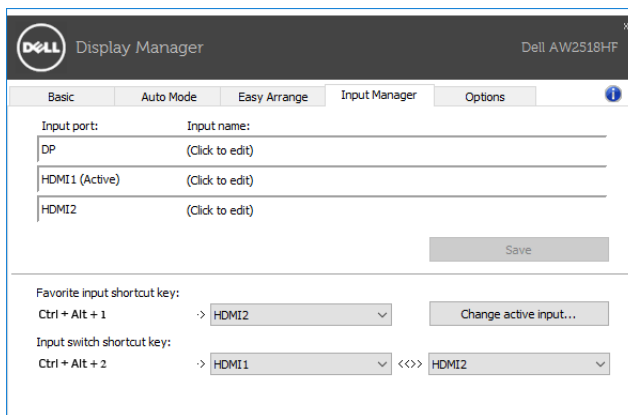 DELL Display Manager Dell AW2518HF x
Basic Auto Mode Easy Arrange Input Manager Options i
Input port: Input name:
DP (Click to edit)
HDMI1 (Active) (Click to edit)
HDMI2 (Click to edit)
Save
Favorite input shortcut key:
Ctrl + Alt + 1 -> HDMI2 Change active input...
Input switch shortcut key:
Ctrl + Alt + 2 -> HDMI1 <<>> HDMI2